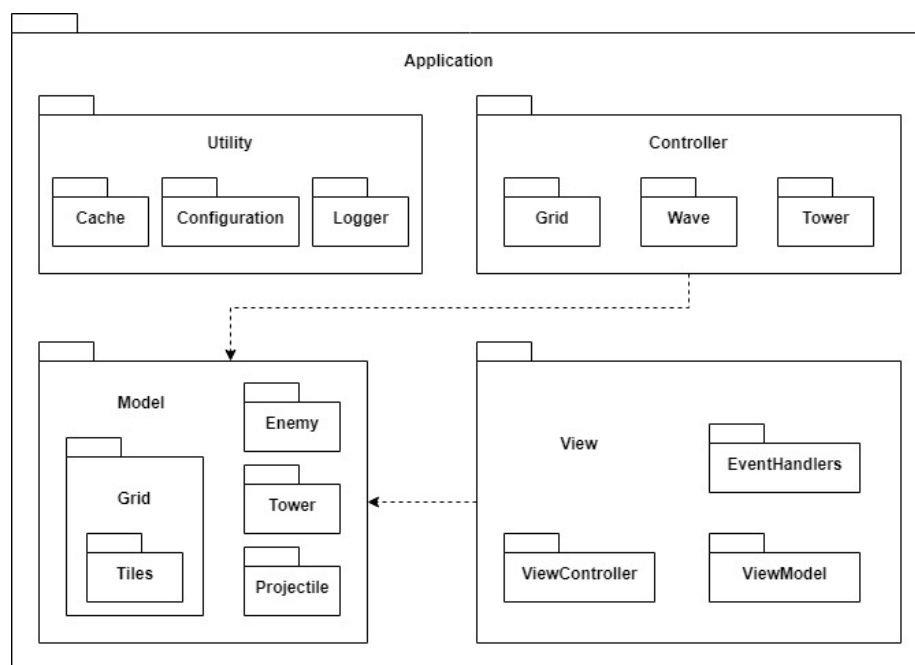 Application
Utility
Cache
Configuration
Logger
Controller
Grid
Wave
Tower
Model
Enemy
Grid
Tower
Tiles
Projectile
View
EventHandlers
ViewController
ViewModel